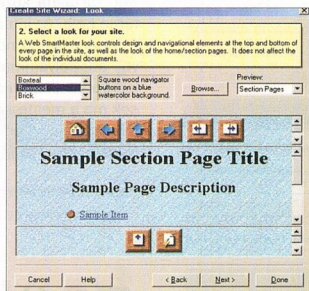 Create Site Wizard: Look
2. Select a look for your site.
A Web SmartMaster look controls design and navigational elements at the top and bottom of
every page in the site, as well as the look of the home/section pages. It does not affect the
look of the individual documents.
Boxteal
Boxwood
Brick
Square wood navigator
buttons on a blue
watercolor background.
Browse...
Preview:
Section Pages
Sample Section Page Title
Sample Page Description
Sample Item
Cancel
Help
< Back
Next >
Done